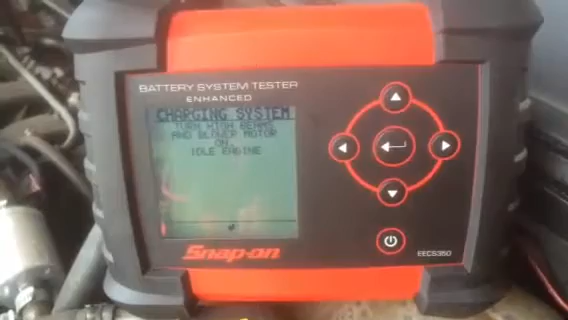 BATTERY SYSTEM TESTER
ENHANCED
CHARGING SYSTEM
TURN HIGH BEAMS
AND BLOWER MOTOR
ON.
IDLE ENGINE
Snap-on
EECS350